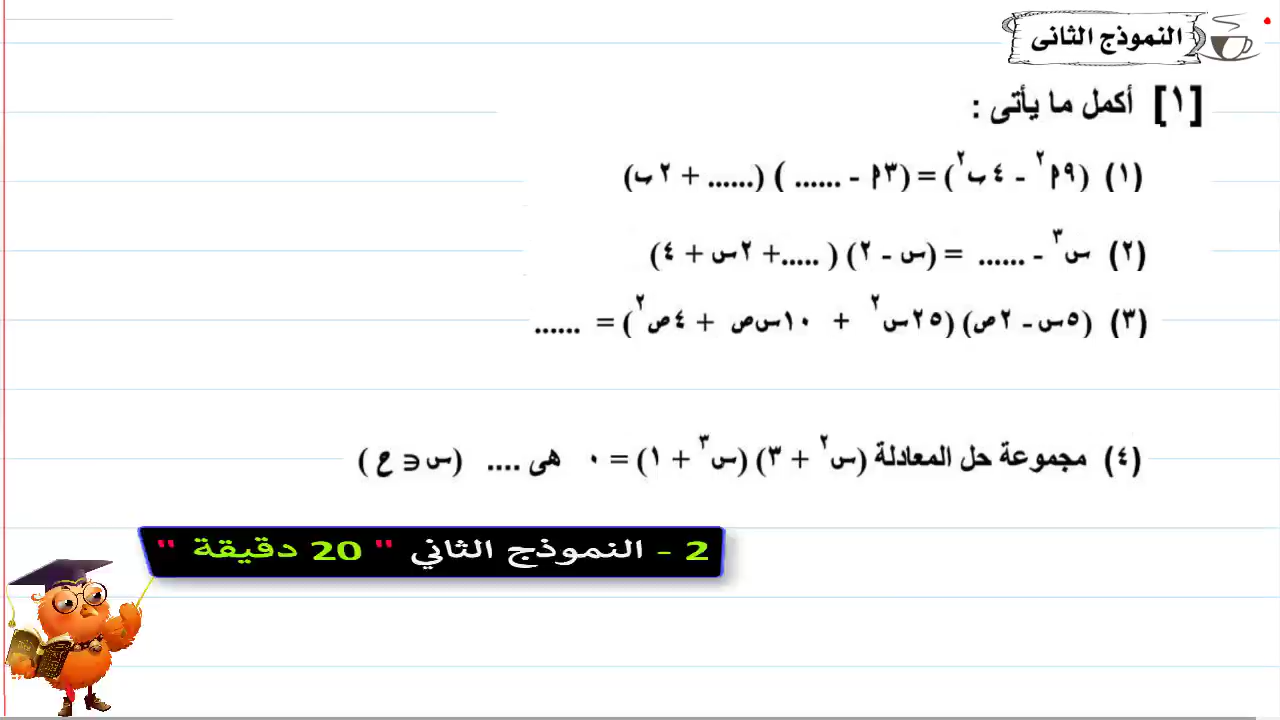 النموذج الثانى
[١] أكمل ما يأتى :
(١) (٩م٢ - ٤ب٢) = (٣م - ......) (...... + ٢ب)
(٢) س٣ - ...... = (س - ٢) (..... + ٢س + ٤)
(٣) (٥س - ٢ص) (٢٥س٢ + ١٠س ص + ٤ص٢) = ......
(٤) مجموعة حل المعادلة (س٢ + ٣) (س٣ + ١) = ٠ هى .... (س ∈ ح)
2 - النموذج الثاني " 20 دقيقة "